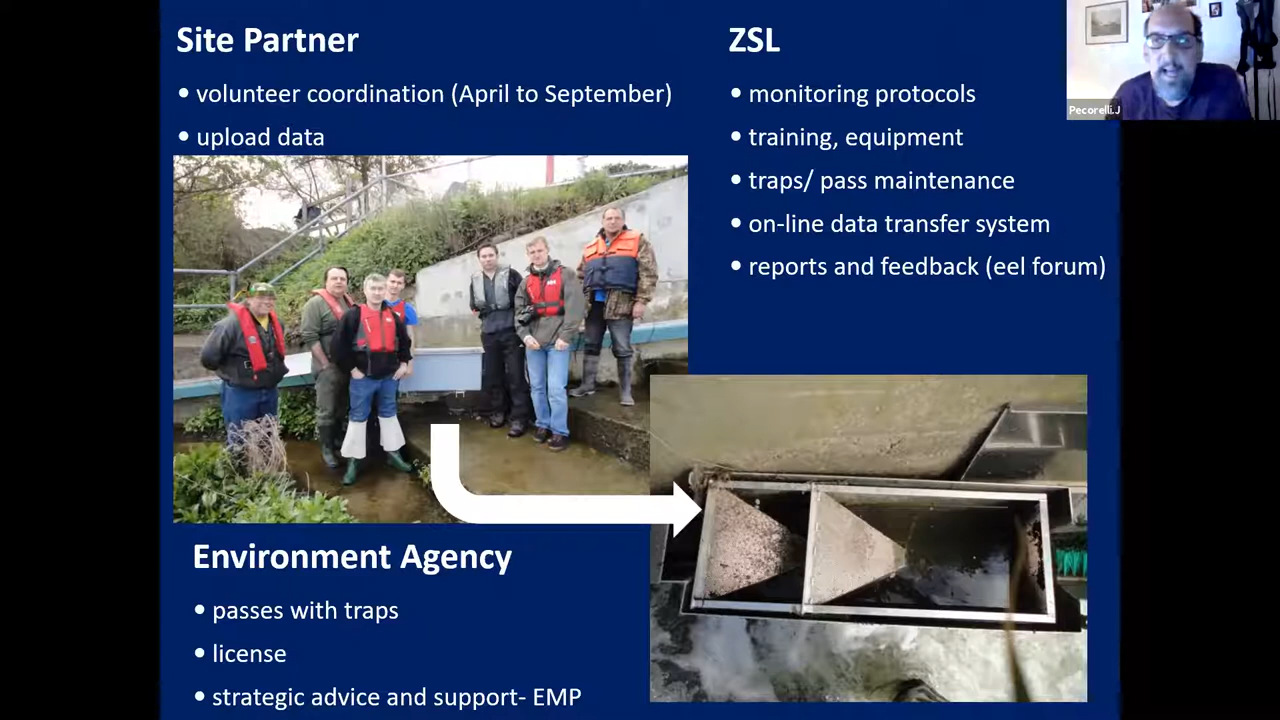 Site Partner
• volunteer coordination (April to September)
• upload data
ZSL
• monitoring protocols
• training, equipment
• traps/ pass maintenance
• on-line data transfer system
• reports and feedback (eel forum)
Pecorelli.J
Environment Agency
• passes with traps
• license
• strategic advice and support- EMP